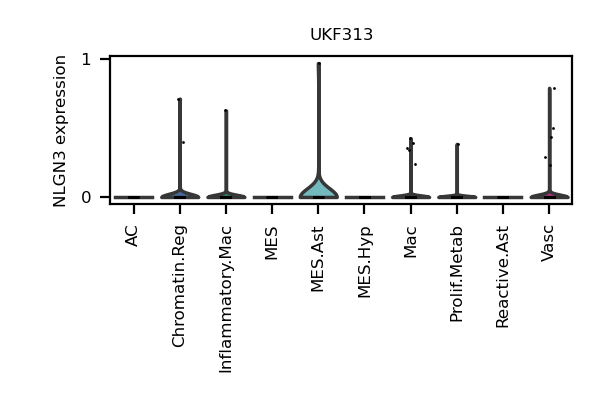 UKF313
NLGN3 expression
1
0
AC
Chromatin.Reg
Inflammatory.Mac
MES
MES.Ast
MES.Hyp
Mac
Prolif.Metab
Reactive.Ast
Vasc